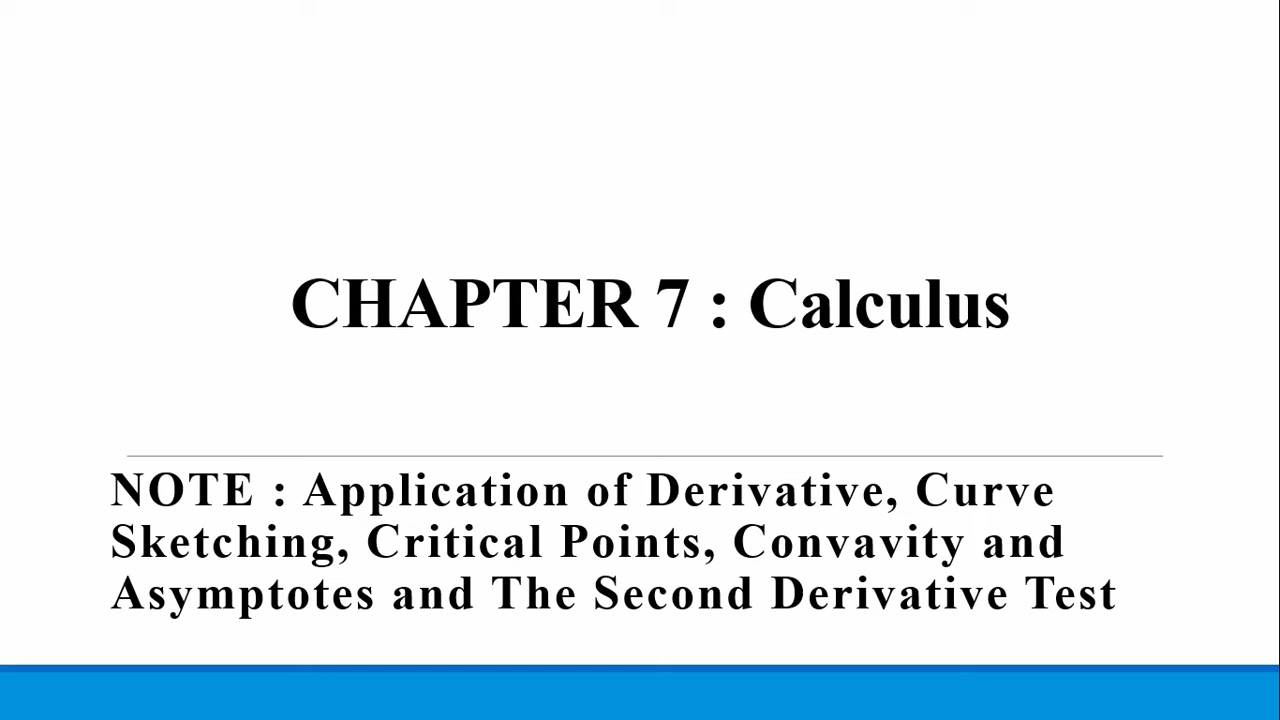 CHAPTER 7 : Calculus
NOTE : Application of Derivative, Curve
Sketching, Critical Points, Convavity and
Asymptotes and The Second Derivative Test